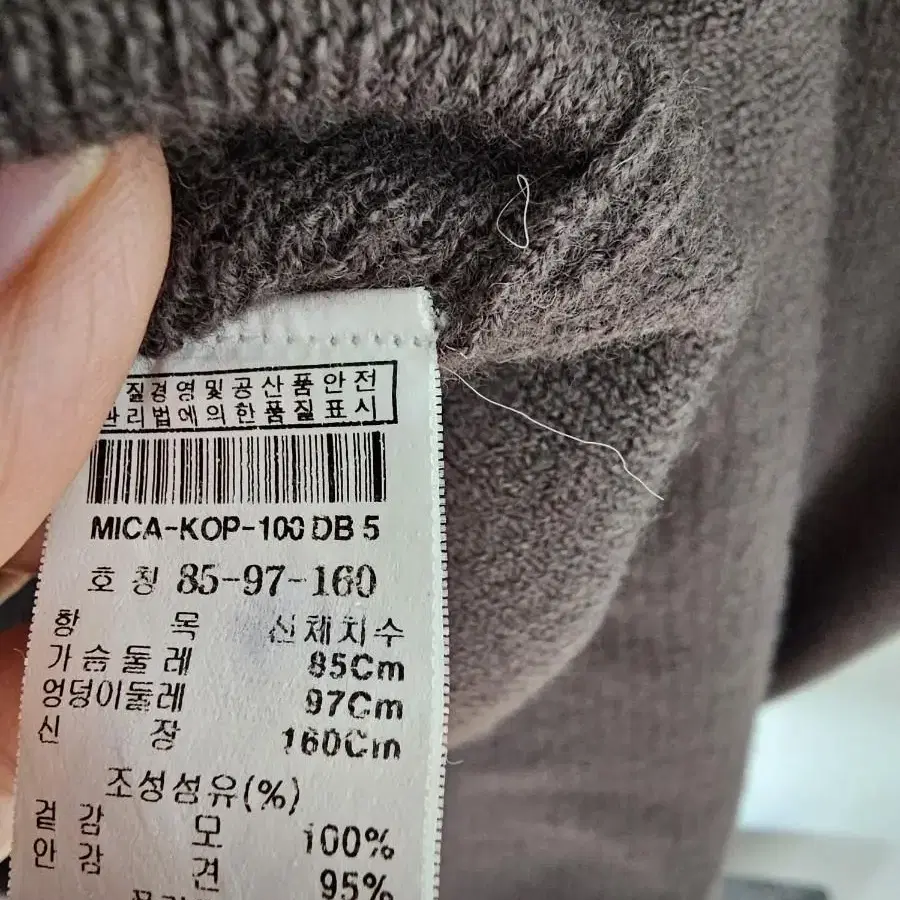 질경영및공산품안전
관리법에의한품질표시
MICA-KOP-100 DB 5
호칭 85-97-160
항 목 신체치수
가슴둘레 85Cm
엉덩이둘레 97Cm
신 장 160Cm
조성섬유(%)
겉감 모 100%
안감 견 95%